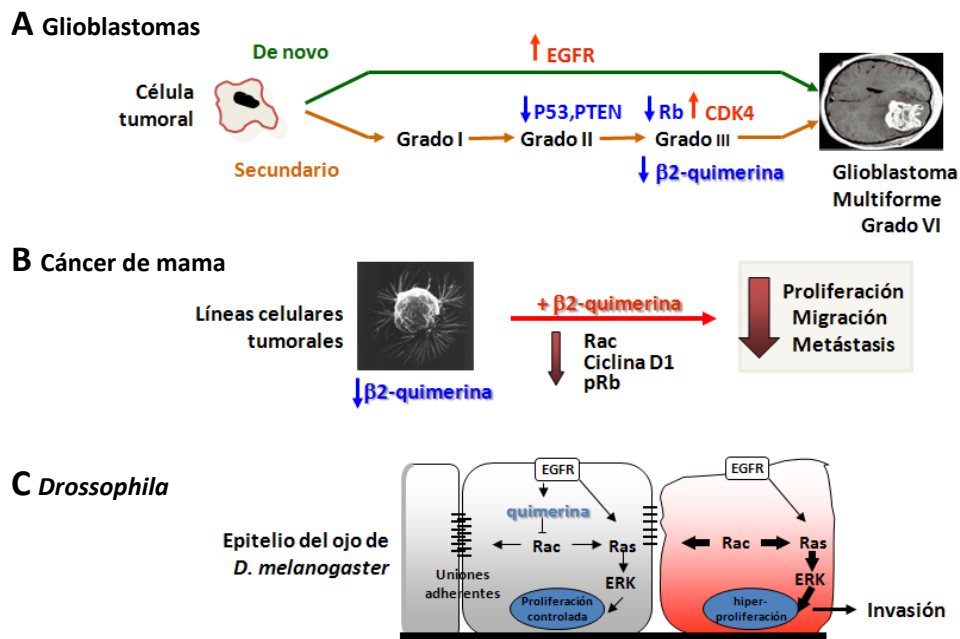 A Glioblastomas
De novo
EGFR
Célula
tumoral
P53,PTEN
Rb
CDK4
Grado I
Grado II
Grado III
Secundario
β2-quimerina
Glioblastoma
Multiforme
Grado VI
B Cáncer de mama
Líneas celulares
tumorales
β2-quimerina
+ β2-quimerina
Rac
Ciclina D1
pRb
Proliferación
Migración
Metástasis
C Drossophila
Epitelio del ojo de
D. melanogaster
Uniones
adherentes
EGFR
quimerina
Rac
Ras
ERK
Proliferación
controlada
EGFR
Rac
Ras
ERK
hiper-
proliferación
Invasión